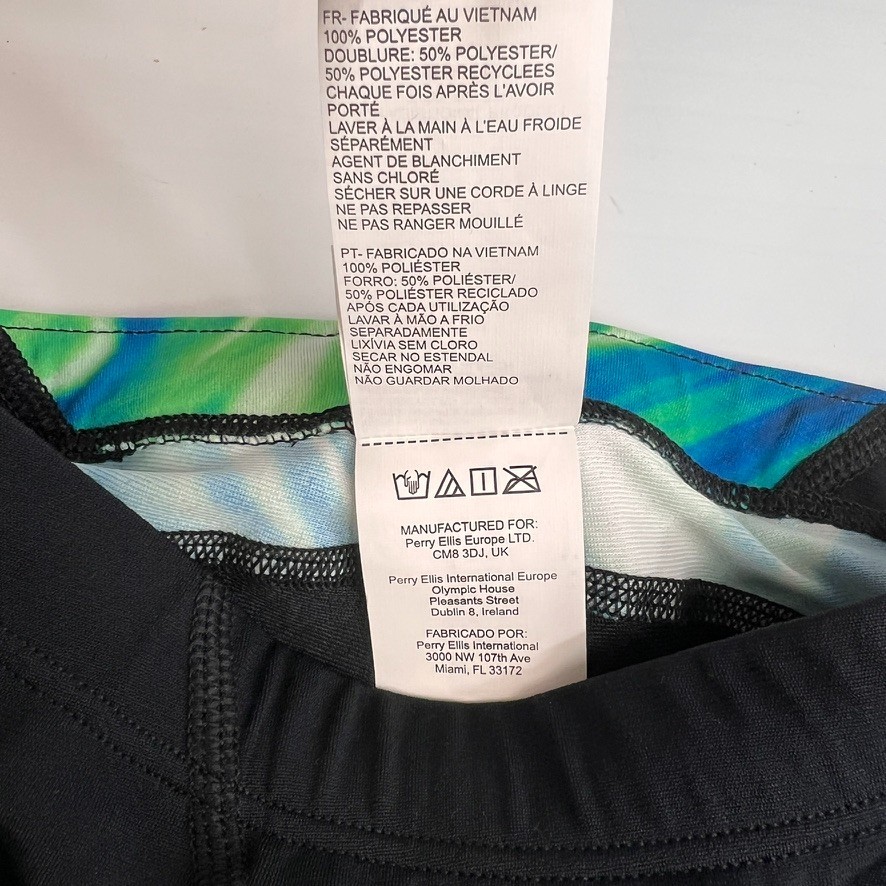 FR- FABRIQUÉ AU VIETNAM
100% POLYESTER
DOUBLURE: 50% POLYESTER/
50% POLYESTER RECYCLEES
CHAQUE FOIS APRÈS L'AVOIR
PORTÉ
LAVER À LA MAIN À L'EAU FROIDE
SÉPARÉMENT
AGENT DE BLANCHIMENT
SANS CHLORÉ
SÉCHER SUR UNE CORDE À LINGE
NE PAS REPASSER
NE PAS RANGER MOUILLÉ
PT- FABRICADO NA VIETNAM
100% POLIÉSTER
FORRO: 50% POLIÉSTER/
50% POLIÉSTER RECICLADO
APÓS CADA UTILIZAÇÃO
LAVAR À MÃO A FRIO
SEPARADAMENTE
LIXÍVIA SEM CLORO
SECAR NO ESTENDAL
NÃO ENGOMAR
NÃO GUARDAR MOLHADO
MANUFACTURED FOR:
Perry Ellis Europe LTD.
CM8 3DJ, UK
Perry Ellis International Europe
Olympic House
Pleasants Street
Dublin 8, Ireland
FABRICADO POR:
Perry Ellis International
3000 NW 107th Ave
Miami, FL 33172